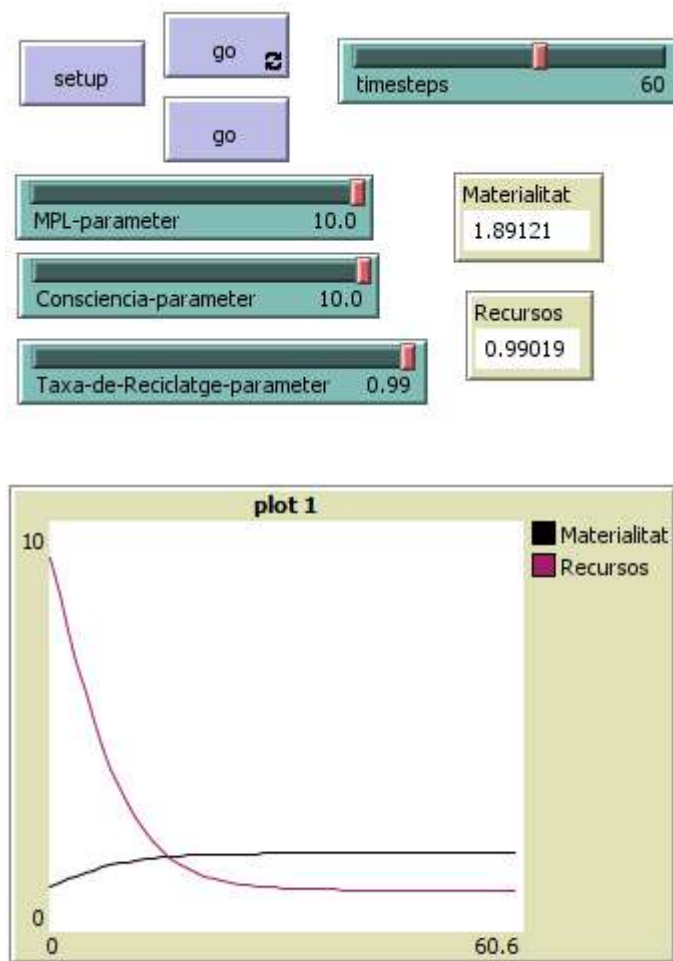 setup
go
go
timesteps 60
MPL-parameter 10.0
Consciencia-parameter 10.0
Taxa-de-Reciclatge-parameter 0.99
Materialitat
1.89121
Recursos
0.99019
plot 1
10
0
0 60.6
Materialitat
Recursos